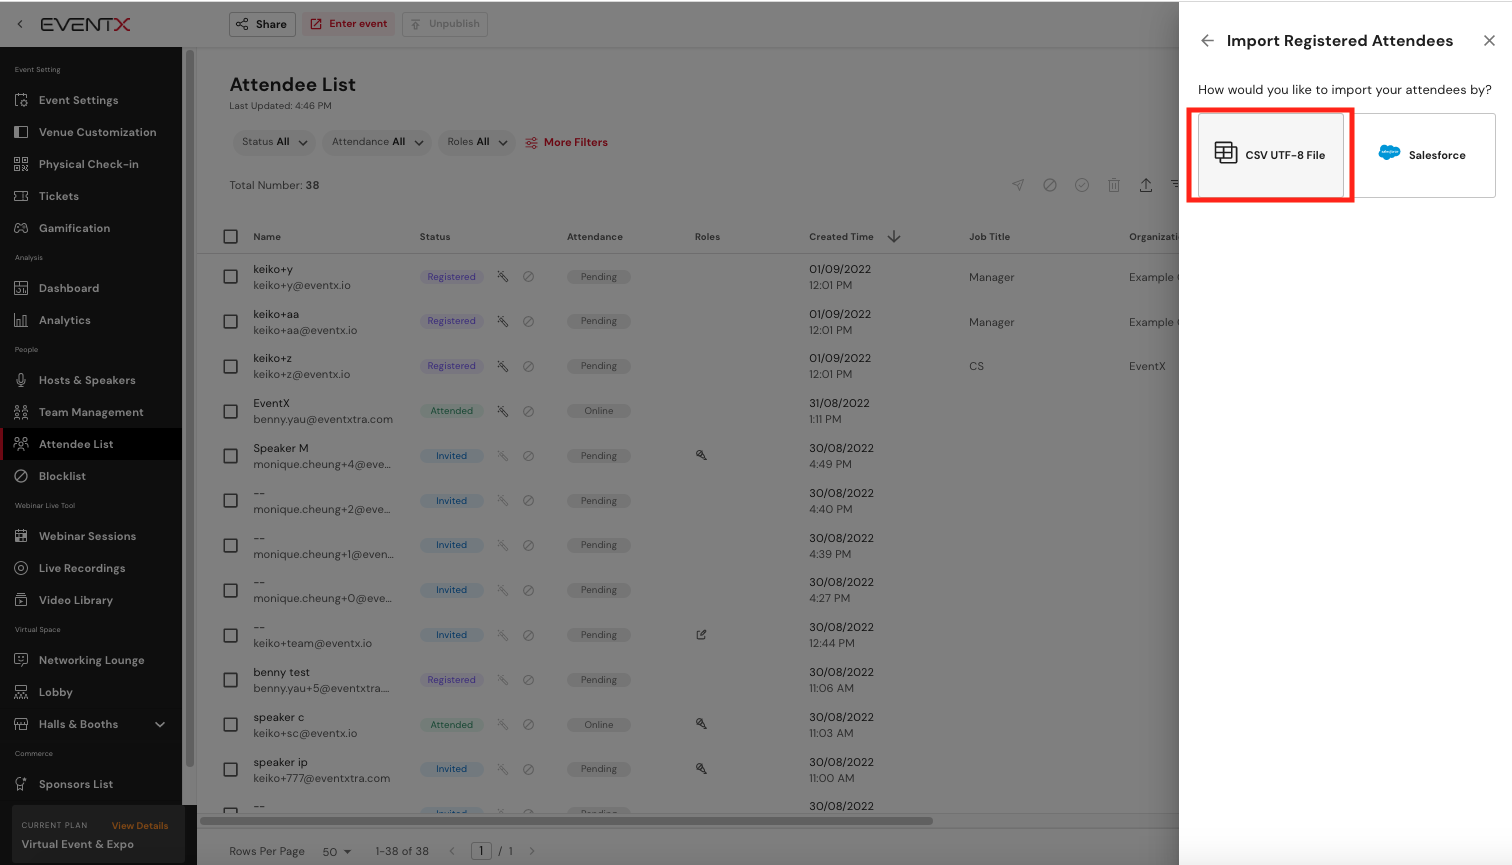 EVENTX
Share
Enter event
Unpublish
Import Registered Attendees
How would you like to import your attendees by?
CSV UTF-8 File
salesforce
Salesforce
Event Setting
Event Settings
Venue Customization
Physical Check-in
Tickets
Gamification
Analysis
Dashboard
Analytics
People
Hosts & Speakers
Team Management
Attendee List
Blocklist
Webinar Live Tool
Webinar Sessions
Live Recordings
Video Library
Virtual Space
Networking Lounge
Lobby
Halls & Booths
Commerce
Sponsors List
CURRENT PLAN View Details
Virtual Event & Expo
Attendee List
Last Updated: 4:46 PM
Status All Attendance All Roles All More Filters
Total Number: 38
Name Status Attendance Roles Created Time Job Title
keiko+y Registered Pending 01/09/2022 Manager Example
keiko+y@eventx.io 12:01 PM
keiko+aa Registered Pending 01/09/2022 Manager Example
keiko+aa@eventx.io 12:01 PM
keiko+z Registered Pending 01/09/2022 CS EventX
keiko+z@eventx.io 12:01 PM
EventX Attended Online 31/08/2022
benny.yau@eventxtra.com 1:11 PM
Speaker M Invited Pending 30/08/2022
monique.cheung+4@eve... 4:49 PM
-- Invited Pending 30/08/2022
monique.cheung+2@eve... 4:40 PM
-- Invited Pending 30/08/2022
monique.cheung+1@even... 4:39 PM
-- Invited Pending 30/08/2022
monique.cheung+0@eve... 4:27 PM
-- Invited Pending 30/08/2022
keiko+team@eventx.io 12:44 PM
benny test Registered Pending 30/08/2022
benny.yau+5@eventxtra.... 11:06 AM
speaker c Attended Online 30/08/2022
keiko+sc@eventx.io 11:03 AM
speaker ip Invited Pending 30/08/2022
keiko+777@eventxtra.com 11:00 AM
-- Invited Pending 30/08/2022
Rows Per Page 50 1-38 of 38 1 / 1